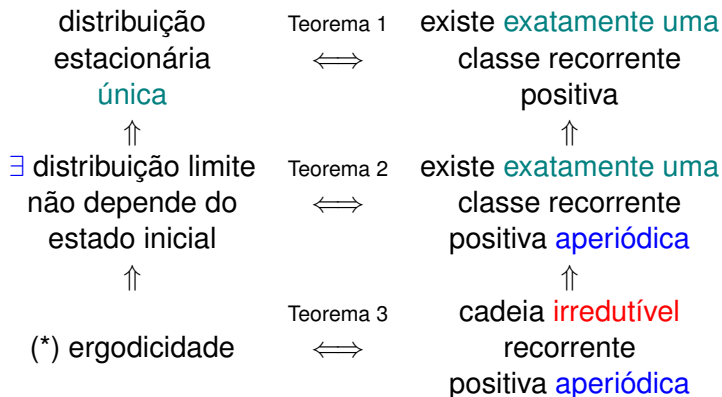 distribuição Teorema 1 existe exatamente uma
estacionária ⟺ classe recorrente
única positiva
⇑ ⇑
∃ distribuição limite Teorema 2 existe exatamente uma
não depende do ⟺ classe recorrente
estado inicial positiva aperiódica
⇑ ⇑
Teorema 3 cadeia irredutível
(*) ergodicidade ⟺ recorrente
positiva aperiódica